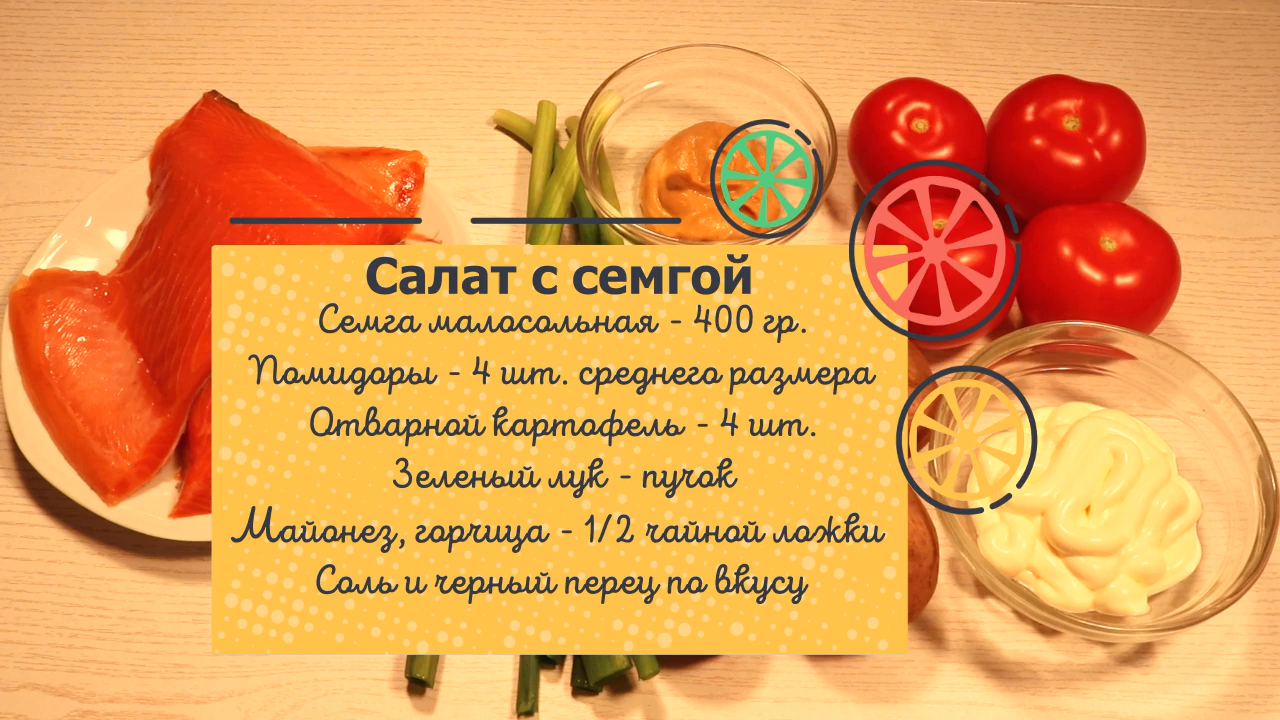 Салат с семгой
Семга малосольная - 400 гр.
Помидоры - 4 шт. среднего размера
Отварной картофель - 4 шт.
Зеленый лук - пучок
Майонез, горчица - 1/2 чайной ложки
Соль и черный перец по вкусу